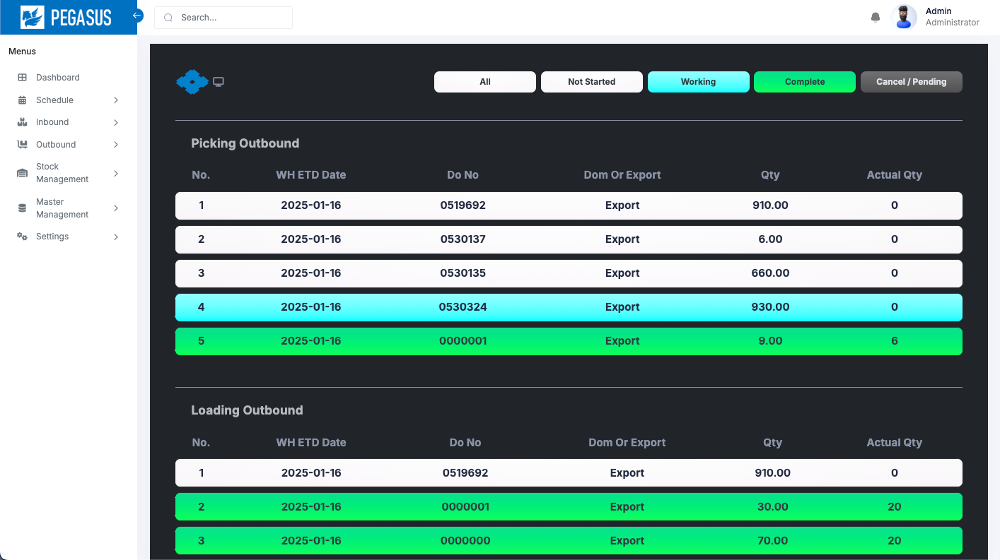 PEGASUS
Search...
Admin
Administrator
Menus
Dashboard
Schedule
Inbound
Outbound
Stock
Management
Master
Management
Settings
All Not Started Working Complete Cancel / Pending
Picking Outbound
No. WH ETD Date Do No Dom Or Export Qty Actual Qty
1 2025-01-16 0519692 Export 910.00 0
2 2025-01-16 0530137 Export 6.00 0
3 2025-01-16 0530135 Export 660.00 0
4 2025-01-16 0530324 Export 930.00 0
5 2025-01-16 0000001 Export 9.00 6
Loading Outbound
No. WH ETD Date Do No Dom Or Export Qty Actual Qty
1 2025-01-16 0519692 Export 910.00 0
2 2025-01-16 0000001 Export 30.00 20
3 2025-01-16 0000000 Export 70.00 20